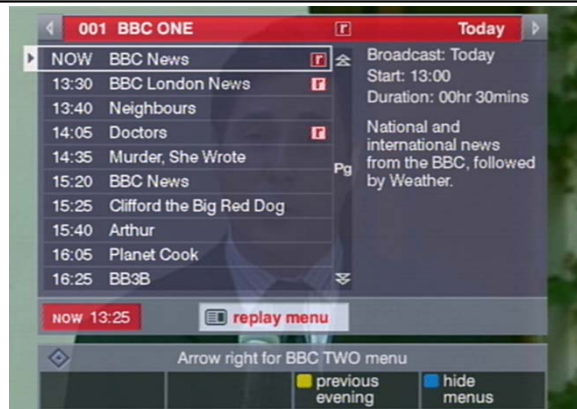 001 BBC ONE r Today
NOW BBC News r
13:30 BBC London News r
13:40 Neighbours
14:05 Doctors r
14:35 Murder, She Wrote
15:20 BBC News
15:25 Clifford the Big Red Dog
15:40 Arthur
16:05 Planet Cook
16:25 BB3B
Pg
Broadcast: Today
Start: 13:00
Duration: 00hr 30mins
National and
international news
from the BBC, followed
by Weather.
NOW 13:25
replay menu
Arrow right for BBC TWO menu
previous
evening
hide
menus